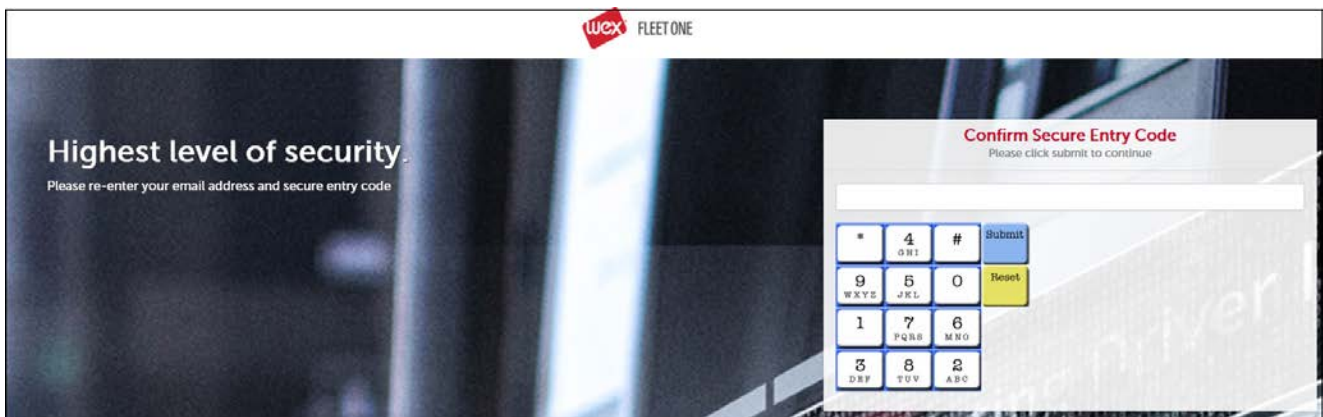 wex FLEET ONE
Highest level of security.
Please re-enter your email address and secure entry code
Confirm Secure Entry Code
Please click submit to continue
* 4 # Submit
GHI
9 5 0 Reset
WXYZ JKL
1 7 6
PQRS MNO
3 8 2
DEF TUV ABC
Driver